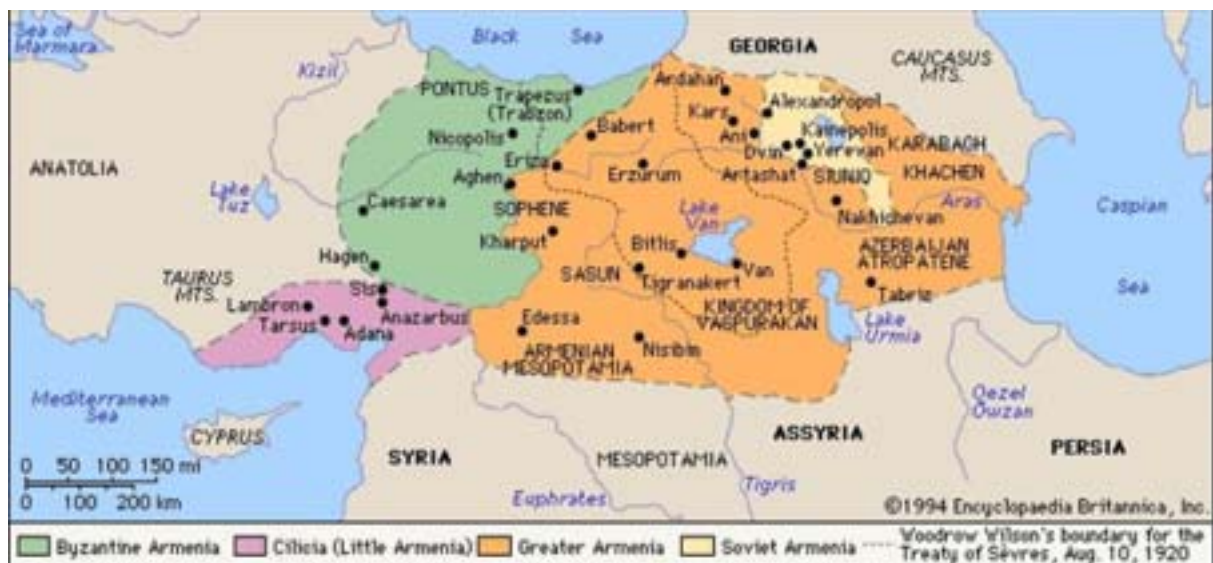 Sea of
Marmara
Black Sea
GEORGIA
CAUCASUS
MTS.
Kizil
PONTUS
Trapezus
(Trabzon)
Ardahan
Alexandropol
Kars
Nicopolis
Babert
Ani
Kainepolis
KARABAGH
Dvin
Yerevan
ANATOLIA
Eriza
Erzurum
Artashat
SIUNIQ
KHACHEN
Aghen
Lake
Tuz
Caesarea
SOPHENE
Lake
Van
Nakhichevan
Aras
Caspian
Sea
Kharput
Bitlis
Van
AZERBAIJAN
ATROPATENE
Hagen
SASUN
Tigranakert
Tabriz
TAURUS
MTS.
Sis
Lambron
Anazarbus
KINGDOM OF
VASPURAKAN
Tarsus
Adana
Edessa
Lake
Urmia
ARMENIAN
MESOPOTAMIA
Nisibin
Mediterranean
Sea
Qezel
Owzan
CYPRUS
ASSYRIA
SYRIA
MESOPOTAMIA
PERSIA
0 50 100 150 mi
0 100 200 km
Euphrates
Tigris
©1994 Encyclopaedia Britannica, Inc.
Byzantine Armenia
Cilicia (Little Armenia)
Greater Armenia
Soviet Armenia
Woodrow Wilson's boundary for the
Treaty of Sèvres, Aug. 10, 1920